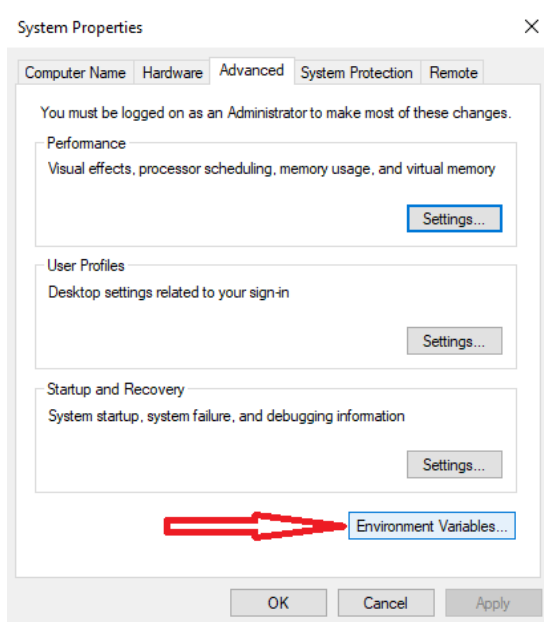 System Properties
Computer Name Hardware Advanced System Protection Remote
You must be logged on as an Administrator to make most of these changes.
Performance
Visual effects, processor scheduling, memory usage, and virtual memory
Settings...
User Profiles
Desktop settings related to your sign-in
Settings...
Startup and Recovery
System startup, system failure, and debugging information
Settings...
Environment Variables...
OK Cancel Apply